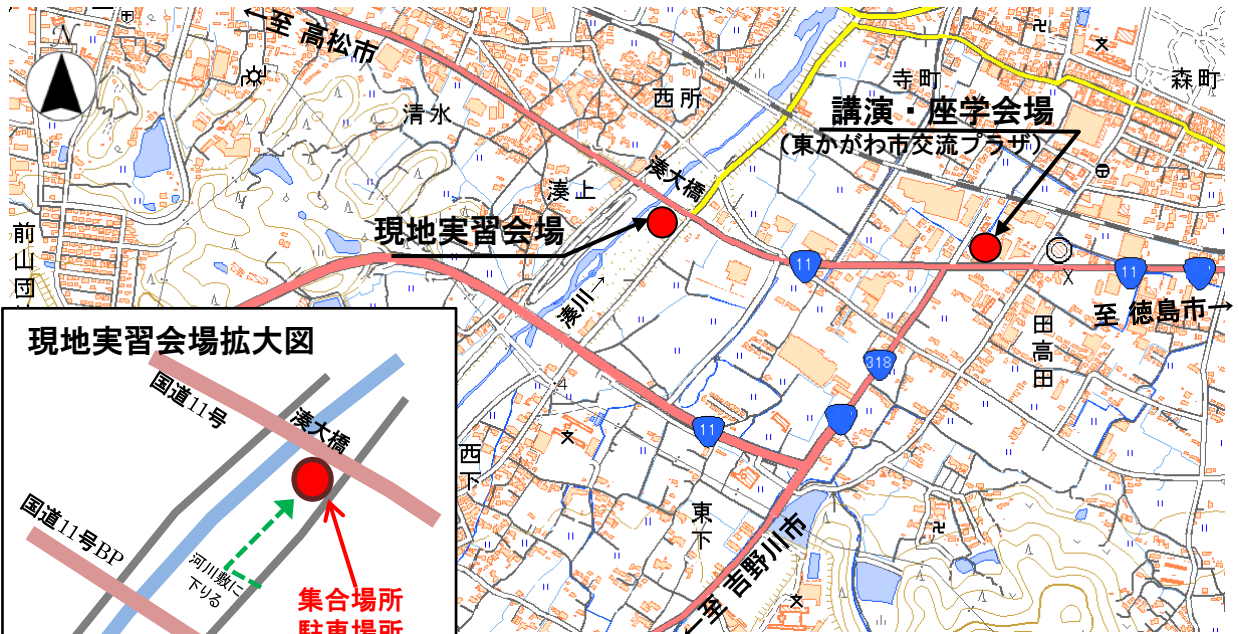 ←至 高松市
清水
西所
寺町
森町
講演・座学会場
(東かがわ市交流プラザ)
湊大橋
湊上
現地実習会場
前山団
湊川→
11
11
至 徳島市→
田高田
318
11
4
西下
東下
←至 吉野川市
現地実習会場拡大図
国道11号
湊大橋
国道11号BP
河川敷に
下りる
集合場所
駐車場所